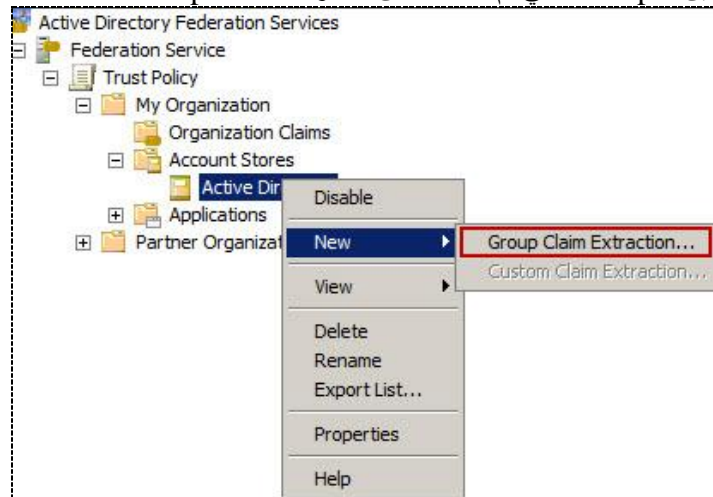 Active Directory Federation Services
Federation Service
Trust Policy
My Organization
Organization Claims
Account Stores
Active Dir
Applications
Partner Organizat
Disable
New
View
Delete
Rename
Export List...
Properties
Help
Group Claim Extraction...
Custom Claim Extraction...